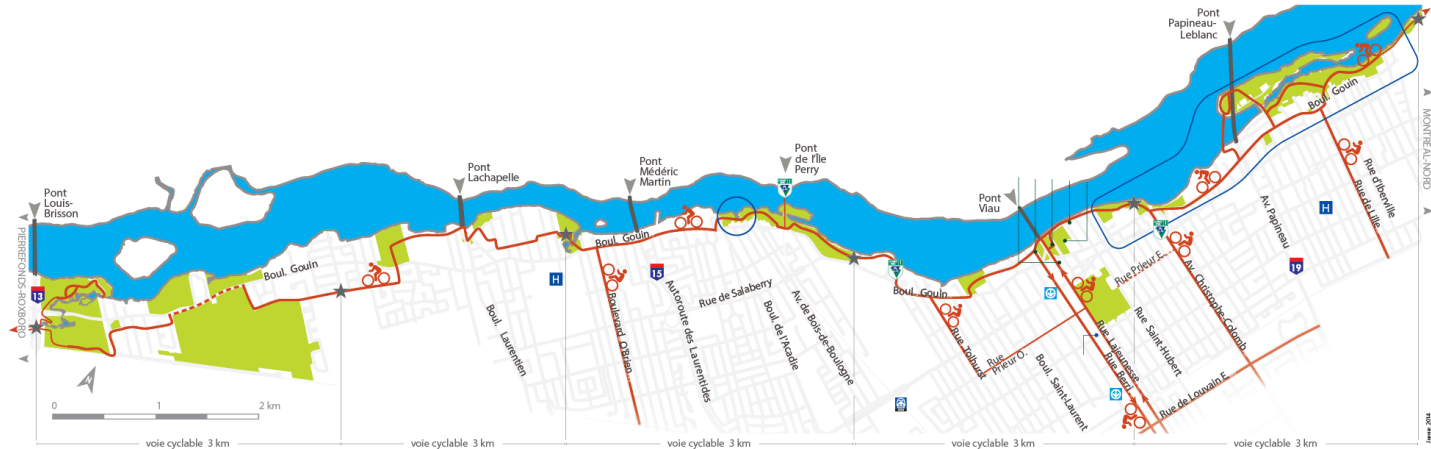 Pont
Papineau-
Leblanc
Pont
Louis-
Brisson
Pont
Lachapelle
Pont
Médéric
Martin
Pont
de l'Île
Perry
Pont
Viau
PIERREFONDS-ROXBORO
MONTRÉAL-NORD
13
15
19
H
H
Boul. Gouin
Boul. Gouin
Boul. Gouin
Boul. Gouin
Boul. Laurentien
Boulevard O'Brien
Autoroute des Laurentides
Rue de Salaberry
Boul. de l'Acadie
Av. de Bois-de-Boulogne
Rue Tolhurst
Rue
Prieur O.
Boul. Saint-Laurent
Rue Lajeunesse
Rue Berri
Rue Saint-Hubert
Rue Prieur E.
Av. Christophe-Colomb
Rue de Louvain E.
Av. Papineau
Rue d'Iberville
Rue de Lille
N
0 1 2 km
voie cyclable 3 km
voie cyclable 3 km
voie cyclable 3 km
voie cyclable 3 km
voie cyclable 3 km
Janvier 2014